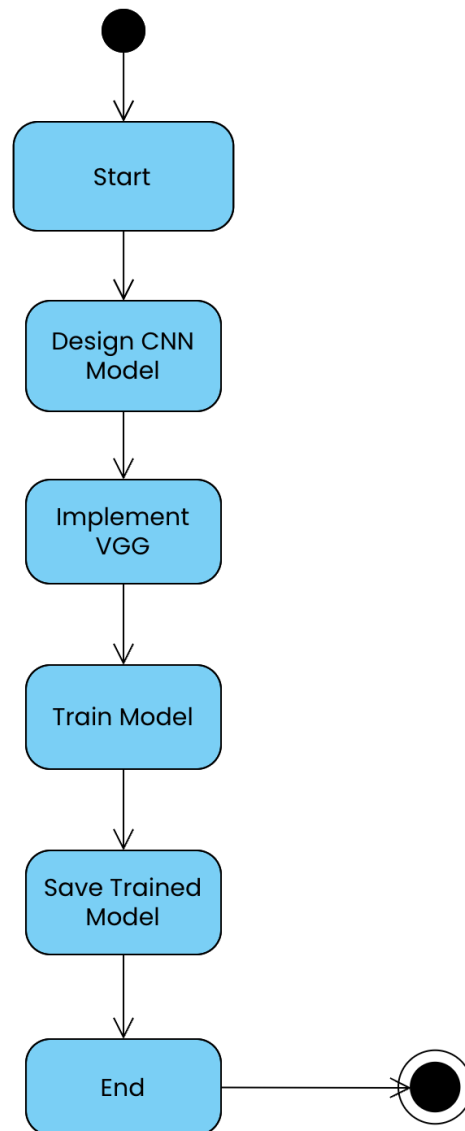 Start
Design CNN
Model
Implement
VGG
Train Model
Save Trained
Model
End